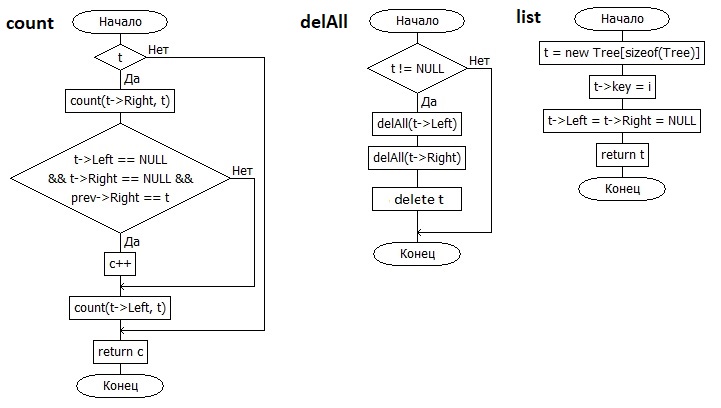 count
Начало
t
Нет
Да
count(t->Right, t)
t->Left == NULL
&& t->Right == NULL &&
prev->Right == t
Нет
Да
c++
count(t->Left, t)
return c
Конец
delAll
Начало
t != NULL
Нет
Да
delAll(t->Left)
delAll(t->Right)
delete t
Конец
list
Начало
t = new Tree[sizeof(Tree)]
t->key = i
t->Left = t->Right = NULL
return t
Конец